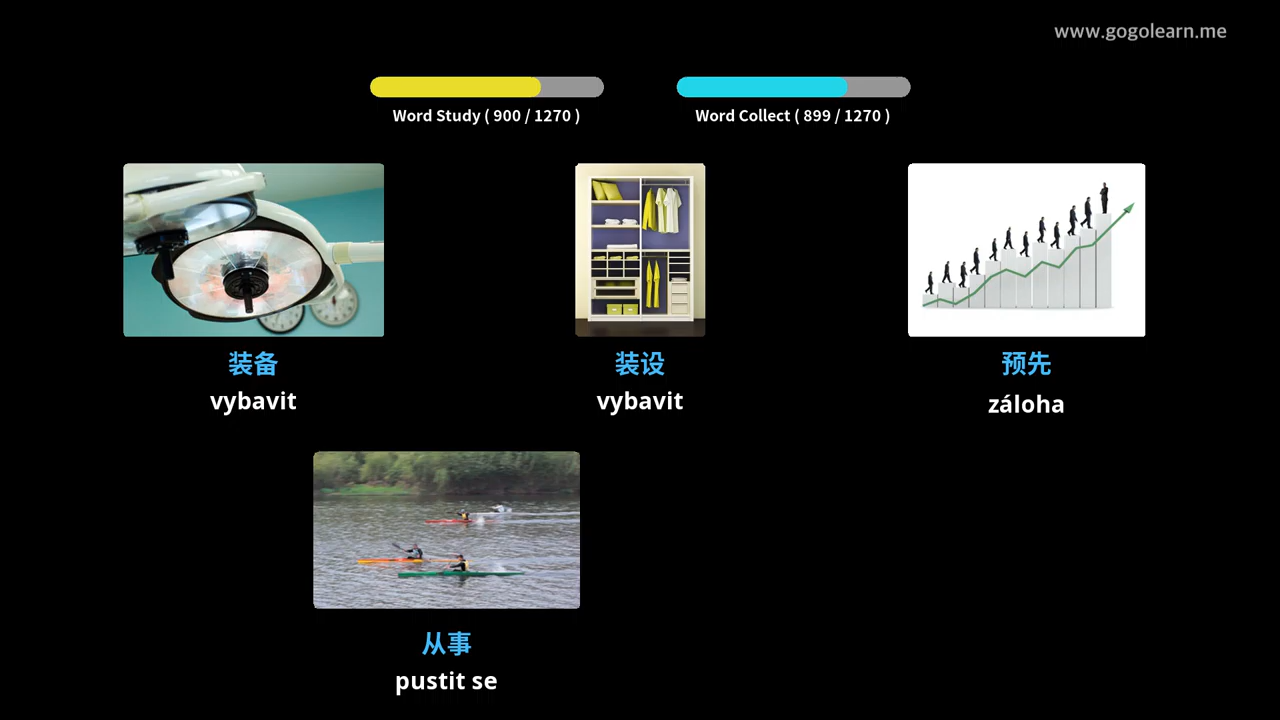 www.gogolearn.me
Word Study ( 900 / 1270 )
Word Collect ( 899 / 1270 )
装备
vybavit
装设
vybavit
预先
záloha
从事
pustit se